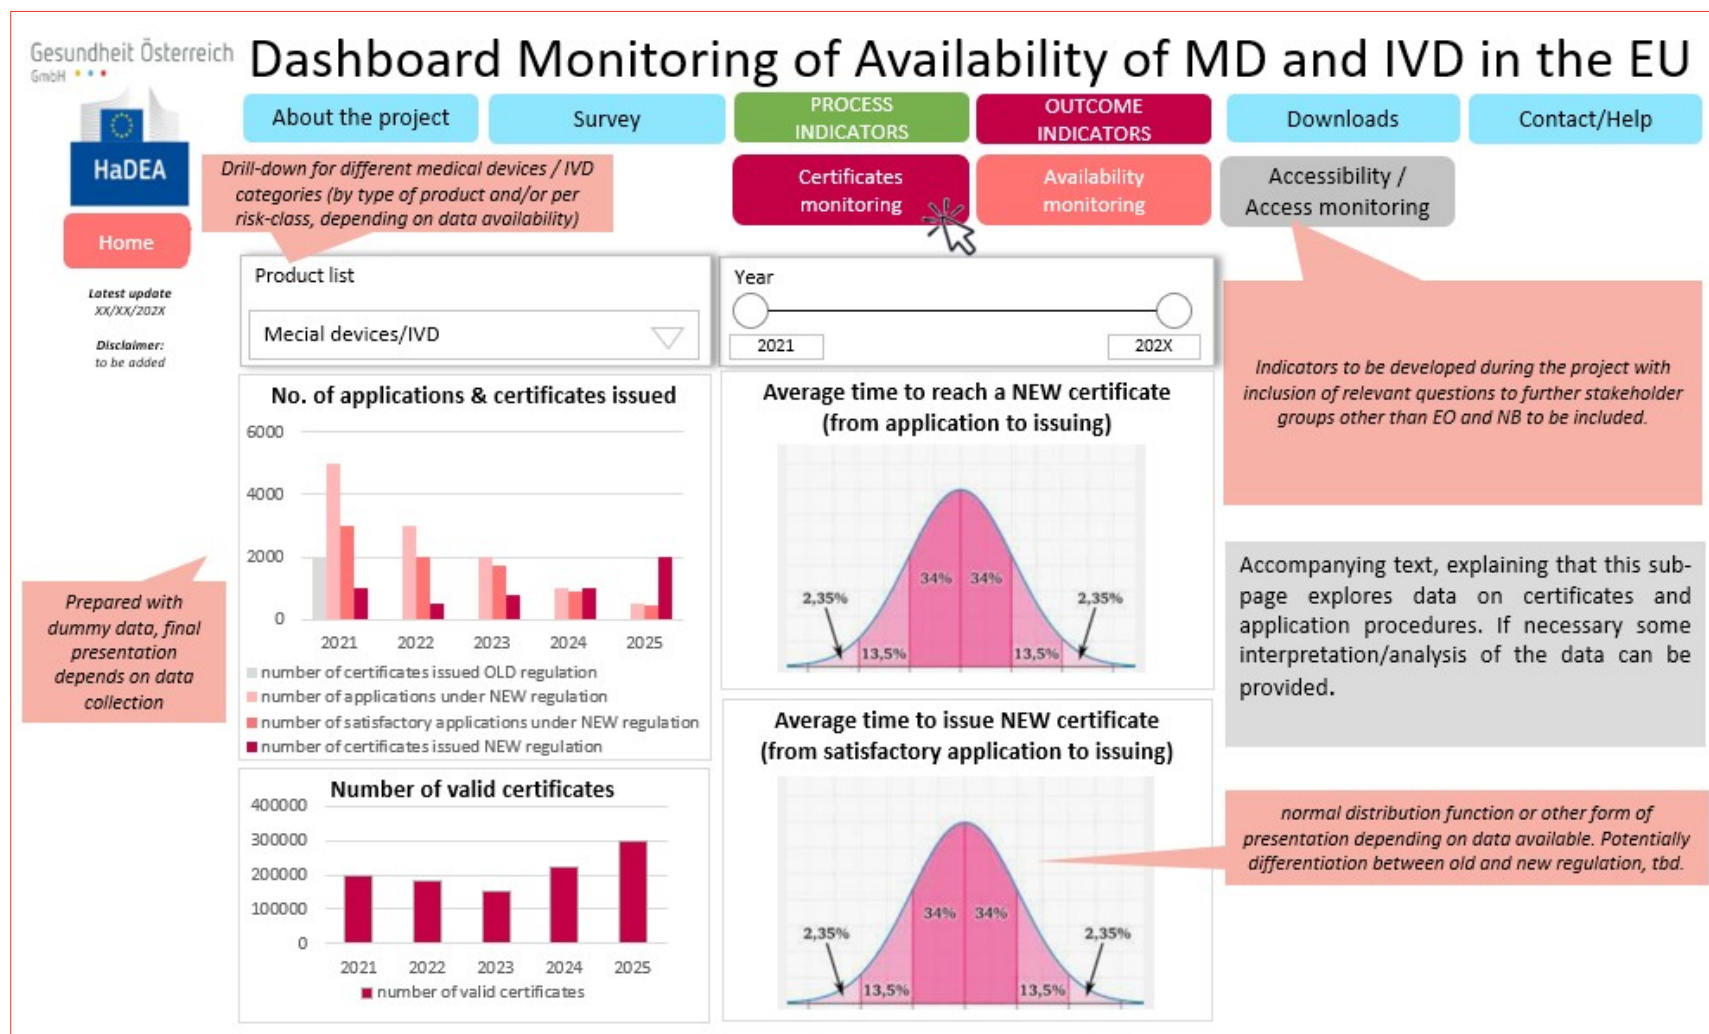 Gesundheit Österreich
GmbH
Dashboard Monitoring of Availability of MD and IVD in the EU
HaDEA
Home
Latest update
XX/XX/202X
Disclaimer:
to be added
About the project
Survey
PROCESS
INDICATORS
OUTCOME
INDICATORS
Downloads
Contact/Help
Drill-down for different medical devices / IVD
categories (by type of product and/or per
risk-class, depending on data availability)
Certificates
monitoring
Availability
monitoring
Accessibility /
Access monitoring
Product list
Mecial devices/IVD
Year
2021
202X
Indicators to be developed during the project with
inclusion of relevant questions to further stakeholder
groups other than EO and NB to be included.
No. of applications & certificates issued
6000
4000
2000
0
2021
2022
2023
2024
2025
number of certificates issued OLD regulation
number of applications under NEW regulation
number of satisfactory applications under NEW regulation
number of certificates issued NEW regulation
Prepared with
dummy data, final
presentation
depends on data
collection
Average time to reach a NEW certificate
(from application to issuing)
34%
34%
2,35%
2,35%
13,5%
13,5%
Accompanying text, explaining that this sub-
page explores data on certificates and
application procedures. If necessary some
interpretation/analysis of the data can be
provided.
Number of valid certificates
400000
300000
200000
100000
0
2021
2022
2023
2024
2025
number of valid certificates
Average time to issue NEW certificate
(from satisfactory application to issuing)
34%
34%
2,35%
2,35%
13,5%
13,5%
normal distribution function or other form of
presentation depending on data available. Potentially
differentiation between old and new regulation, tbd.